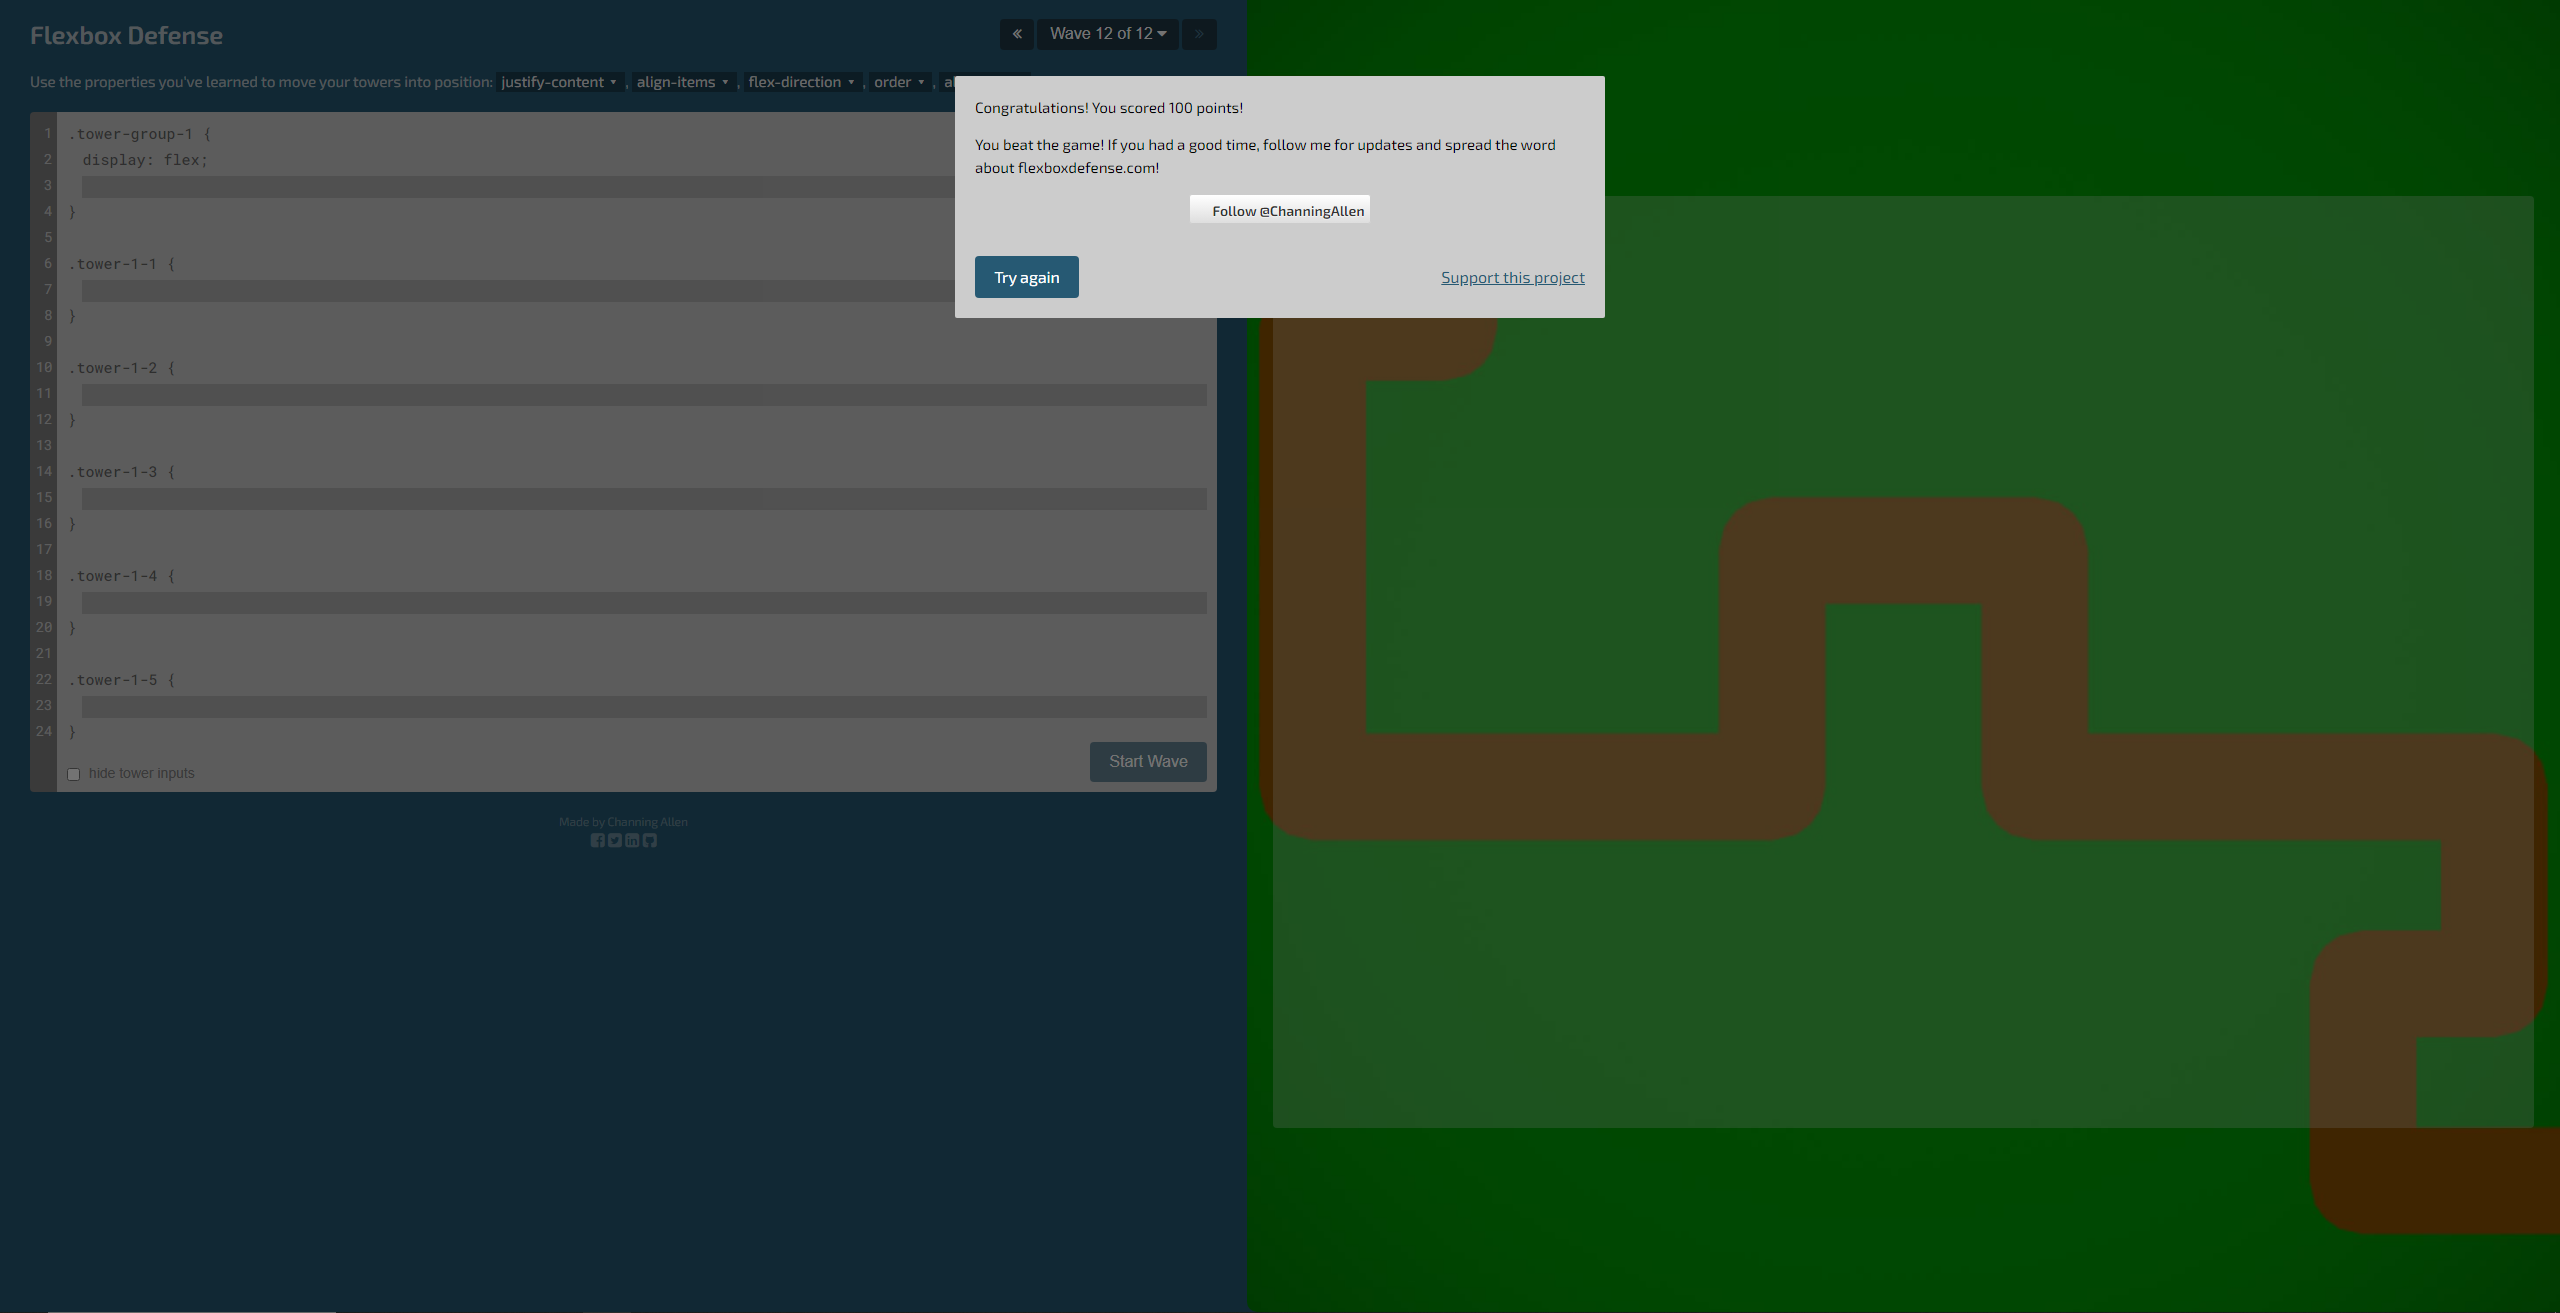 Flexbox Defense
« Wave 12 of 12 »
Use the properties you've learned to move your towers into position: justify-content , align-items , flex-direction , order ,
Congratulations! You scored 100 points!
You beat the game! If you had a good time, follow me for updates and spread the word
about flexboxdefense.com!
Follow @ChanningAllen
Try again Support this project
1 .tower-group-1 {
2 display: flex;
3
4 }
5
6 .tower-1-1 {
7
8 }
9
10 .tower-1-2 {
11
12 }
13
14 .tower-1-3 {
15
16 }
17
18 .tower-1-4 {
19
20 }
21
22 .tower-1-5 {
23
24 }
hide tower inputs
Start Wave
Made by Channing Allen